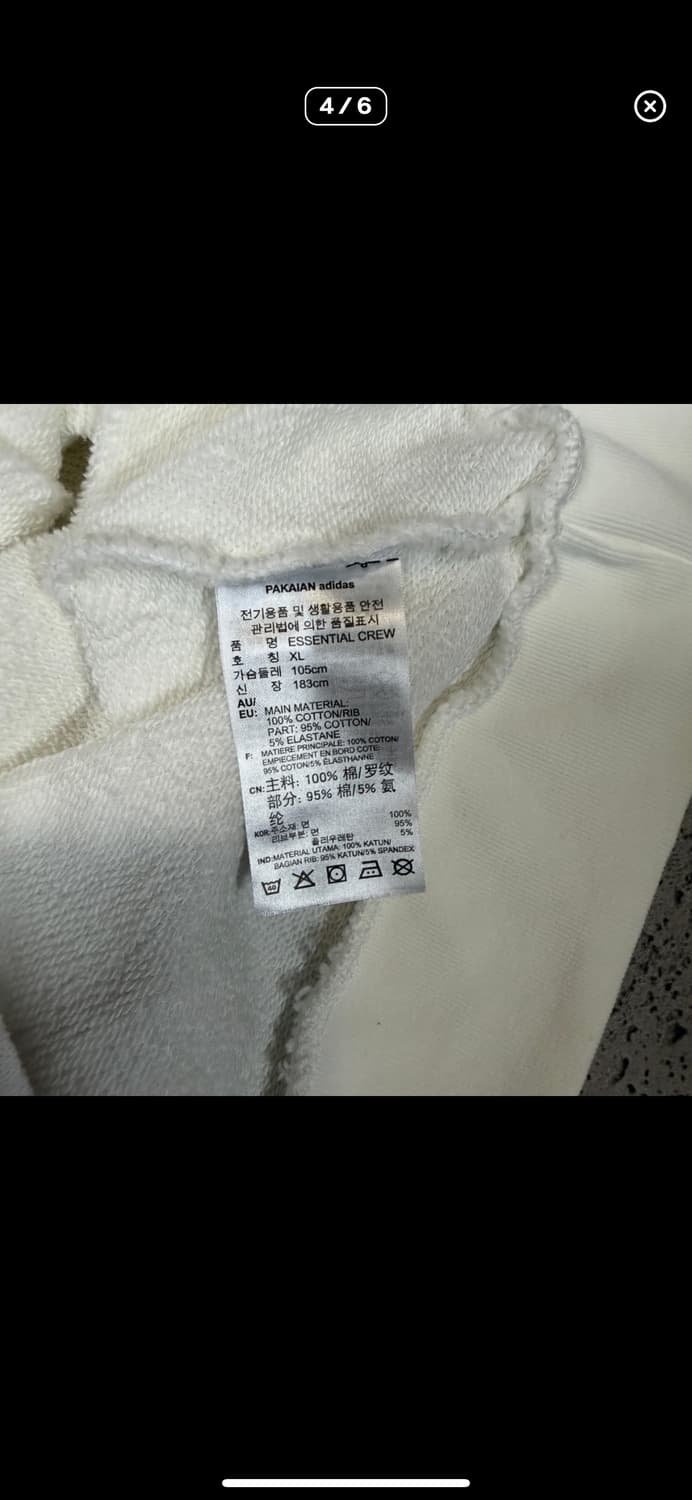 4 / 6
PAKAIAN adidas
전기용품 및 생활용품 안전
관리법에 의한 품질표시
품 명 ESSENTIAL CREW
호 칭 XL
가슴둘레 105cm
신 장 183cm
AU/
EU: MAIN MATERIAL:
100% COTTON/RIB
PART: 95% COTTON/
5% ELASTANE
F: MATIERE PRINCIPALE: 100% COTON/
EMPIECEMENT EN BORD COTE:
95% COTON/5% ÉLASTHANNE
CN: 主料: 100% 棉/罗纹
部分: 95% 棉/5% 氨
纶
KOR: 주소재: 면 100%
리브부분: 면 95%
폴리우레탄 5%
IND: MATERIAL UTAMA: 100% KATUN/
BAGIAN RIB: 95% KATUN/5% SPANDEX
40